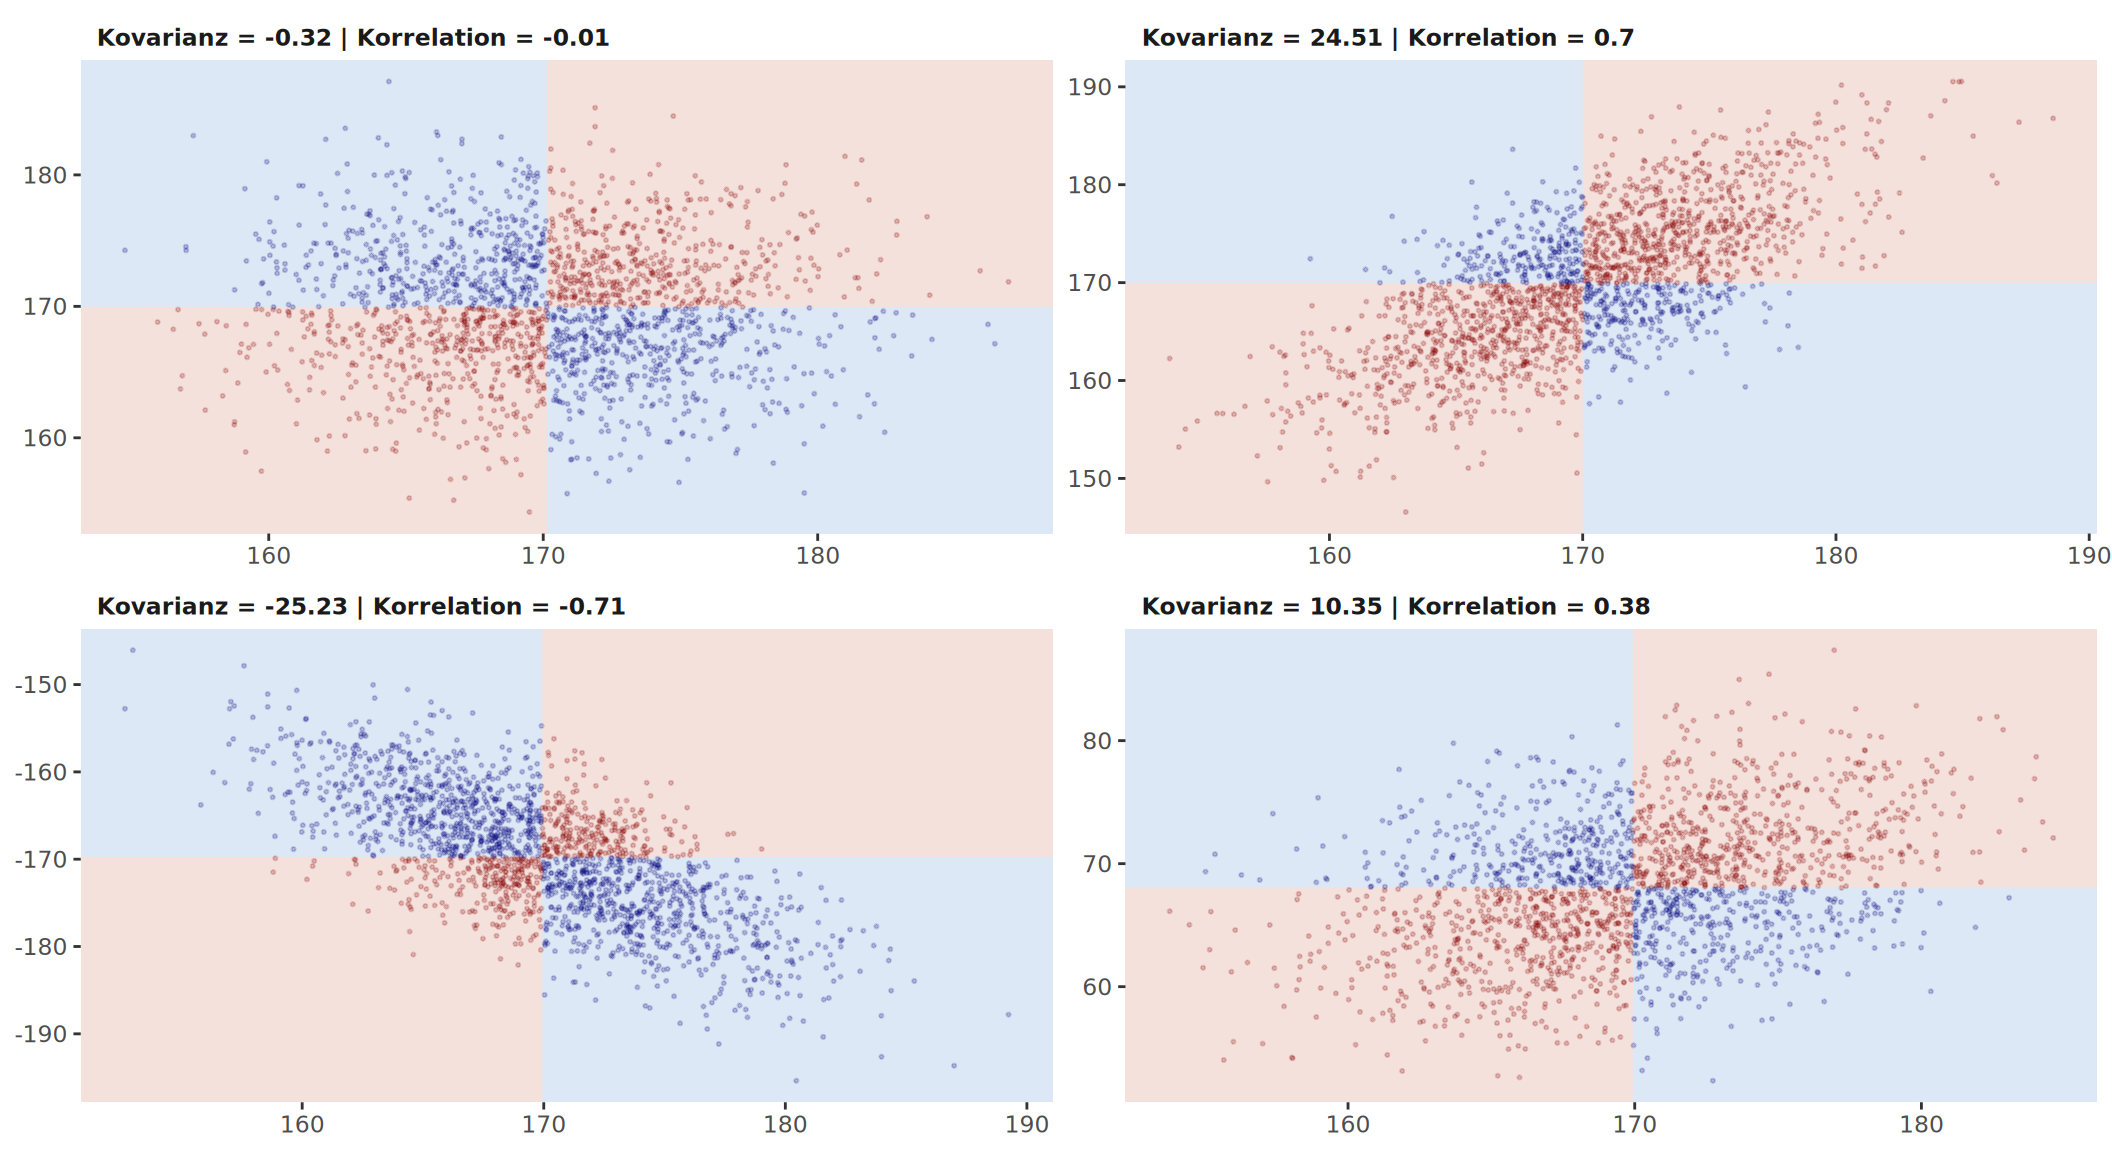 Kovarianz = -0.32 | Korrelation = -0.01
180
170
160
160 170 180
Kovarianz = 24.51 | Korrelation = 0.7
190
180
170
160
150
160 170 180 190
Kovarianz = -25.23 | Korrelation = -0.71
-150
-160
-170
-180
-190
160 170 180 190
Kovarianz = 10.35 | Korrelation = 0.38
80
70
60
160 170 180